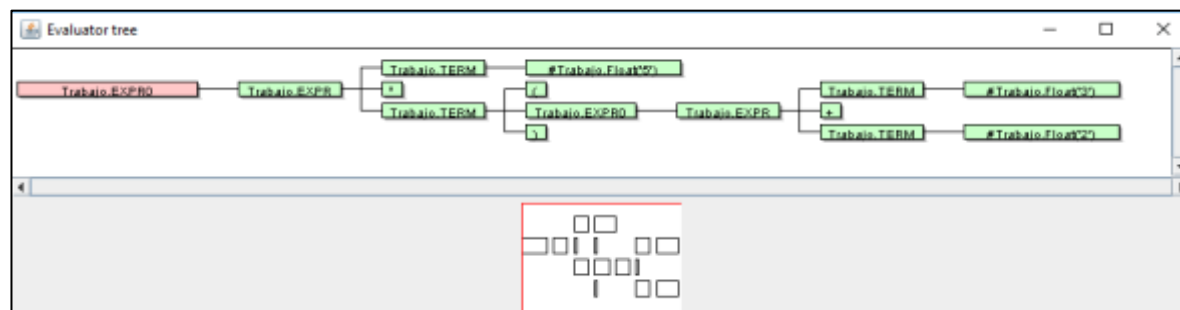 Evaluator tree
Trabajo.TERM #Trabajo.Float('5')
Trabajo.EXPR0 Trabajo.EXPR * ( Trabajo.TERM #Trabajo.Float('3')
Trabajo.TERM Trabajo.EXPR0 Trabajo.EXPR +
) Trabajo.TERM #Trabajo.Float('2')